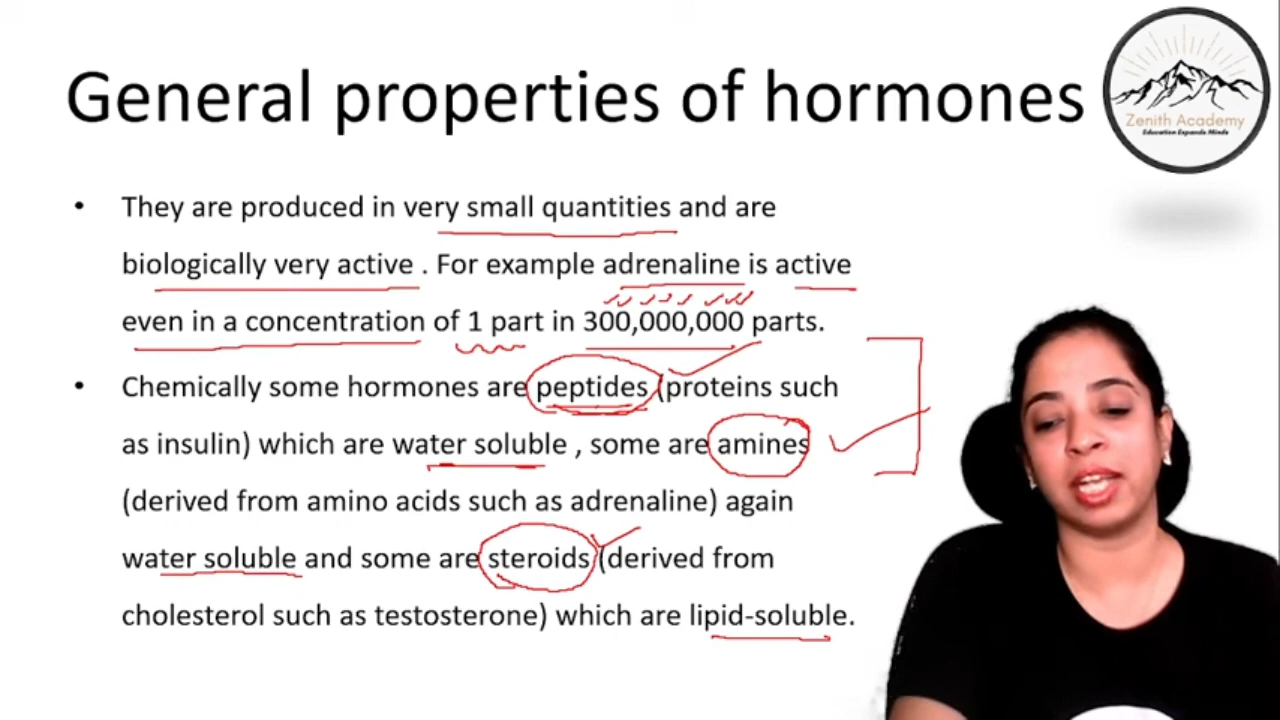 General properties of hormones
Zenith Academy
Education Expands Minds
• They are produced in very small quantities and are
biologically very active . For example adrenaline is active
even in a concentration of 1 part in 300,000,000 parts.
• Chemically some hormones are peptides (proteins such
as insulin) which are water soluble , some are amines
(derived from amino acids such as adrenaline) again
water soluble and some are steroids (derived from
cholesterol such as testosterone) which are lipid-soluble.